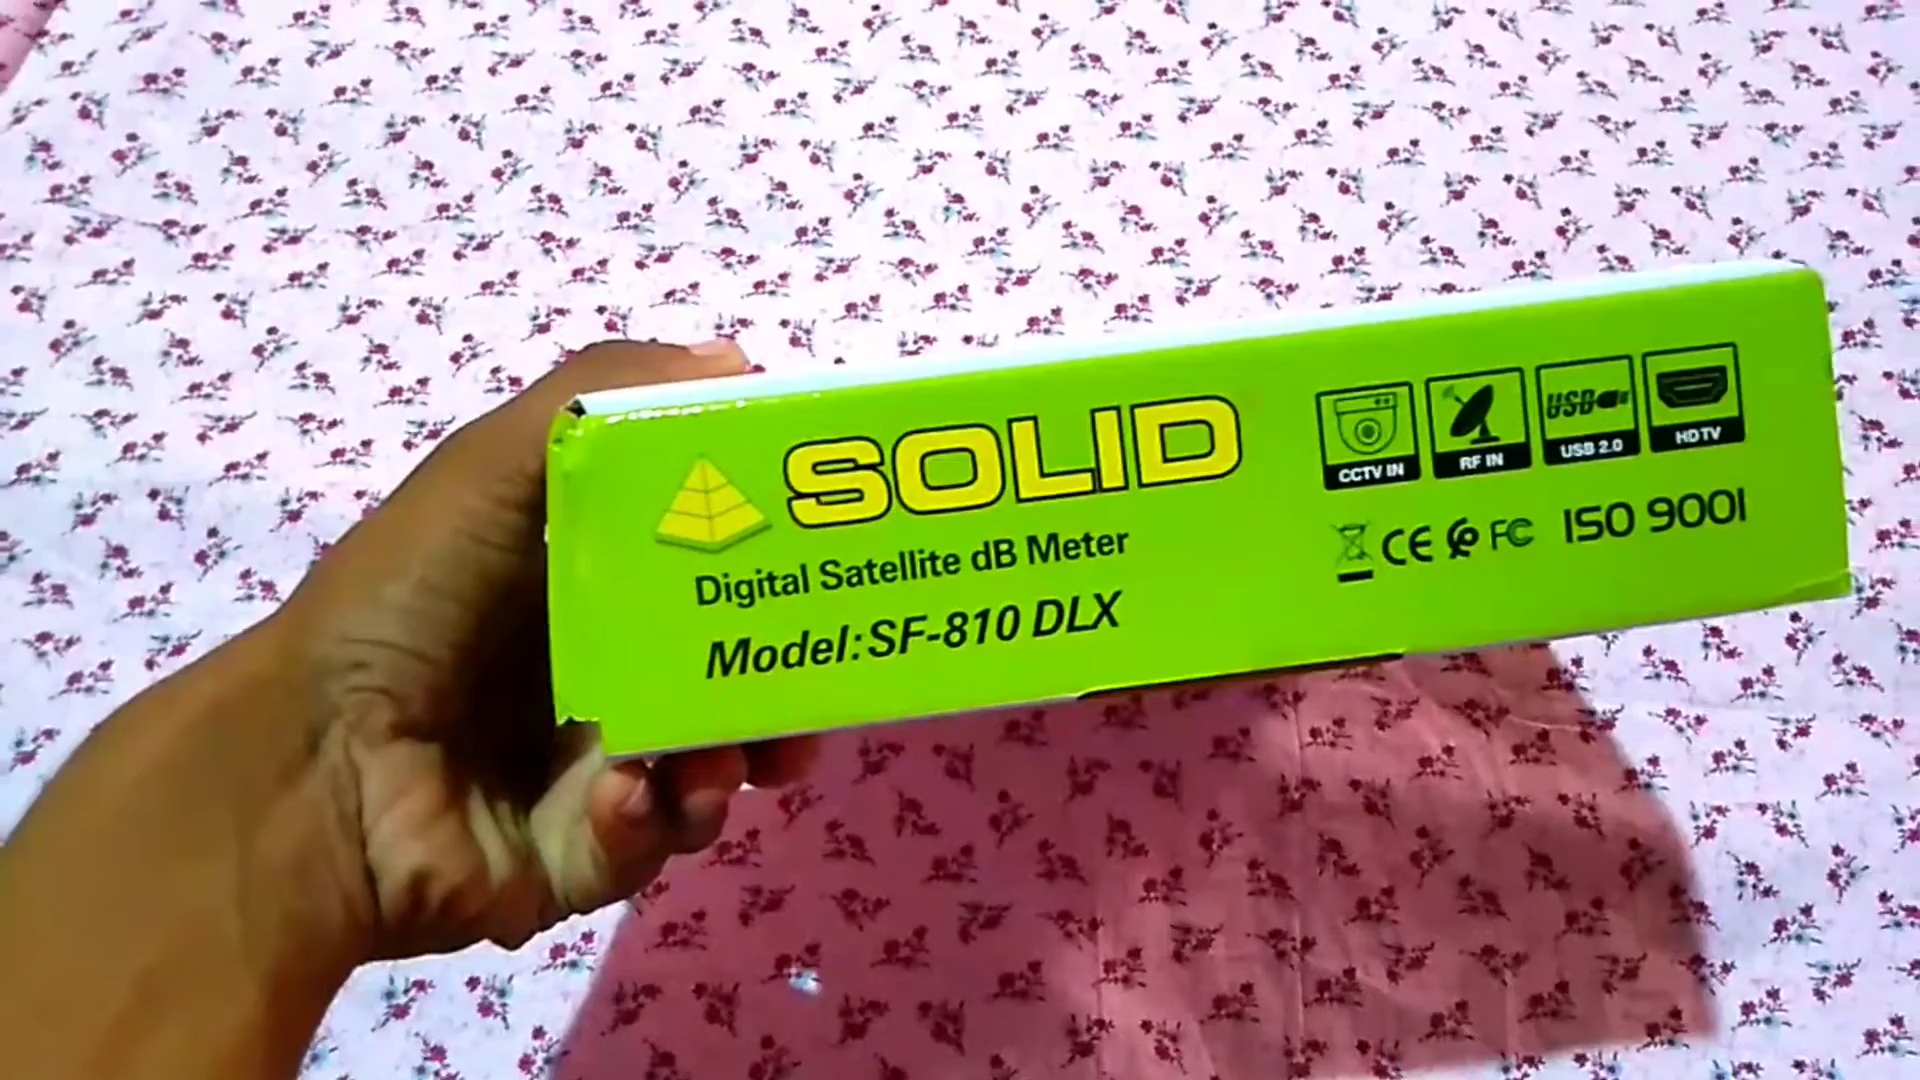 SOLID
Digital Satellite dB Meter
Model:SF-810 DLX
CCTV IN
RF IN
USB
USB 2.0
HDTV
CE FC ISO 9001